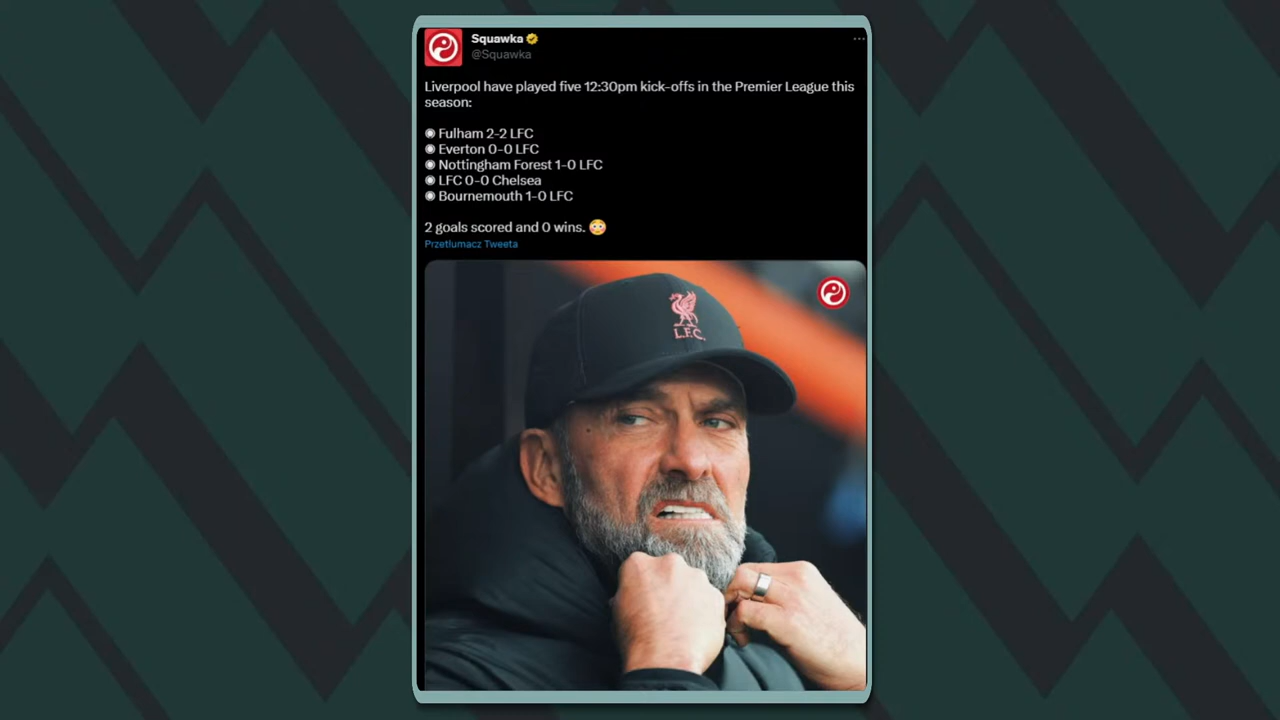 Squawka
@Squawka
Liverpool have played five 12:30pm kick-offs in the Premier League this
season:
◉ Fulham 2-2 LFC
◉ Everton 0-0 LFC
◉ Nottingham Forest 1-0 LFC
◉ LFC 0-0 Chelsea
◉ Bournemouth 1-0 LFC
2 goals scored and 0 wins. 😳
Przetłumacz Tweeta
L.F.C.